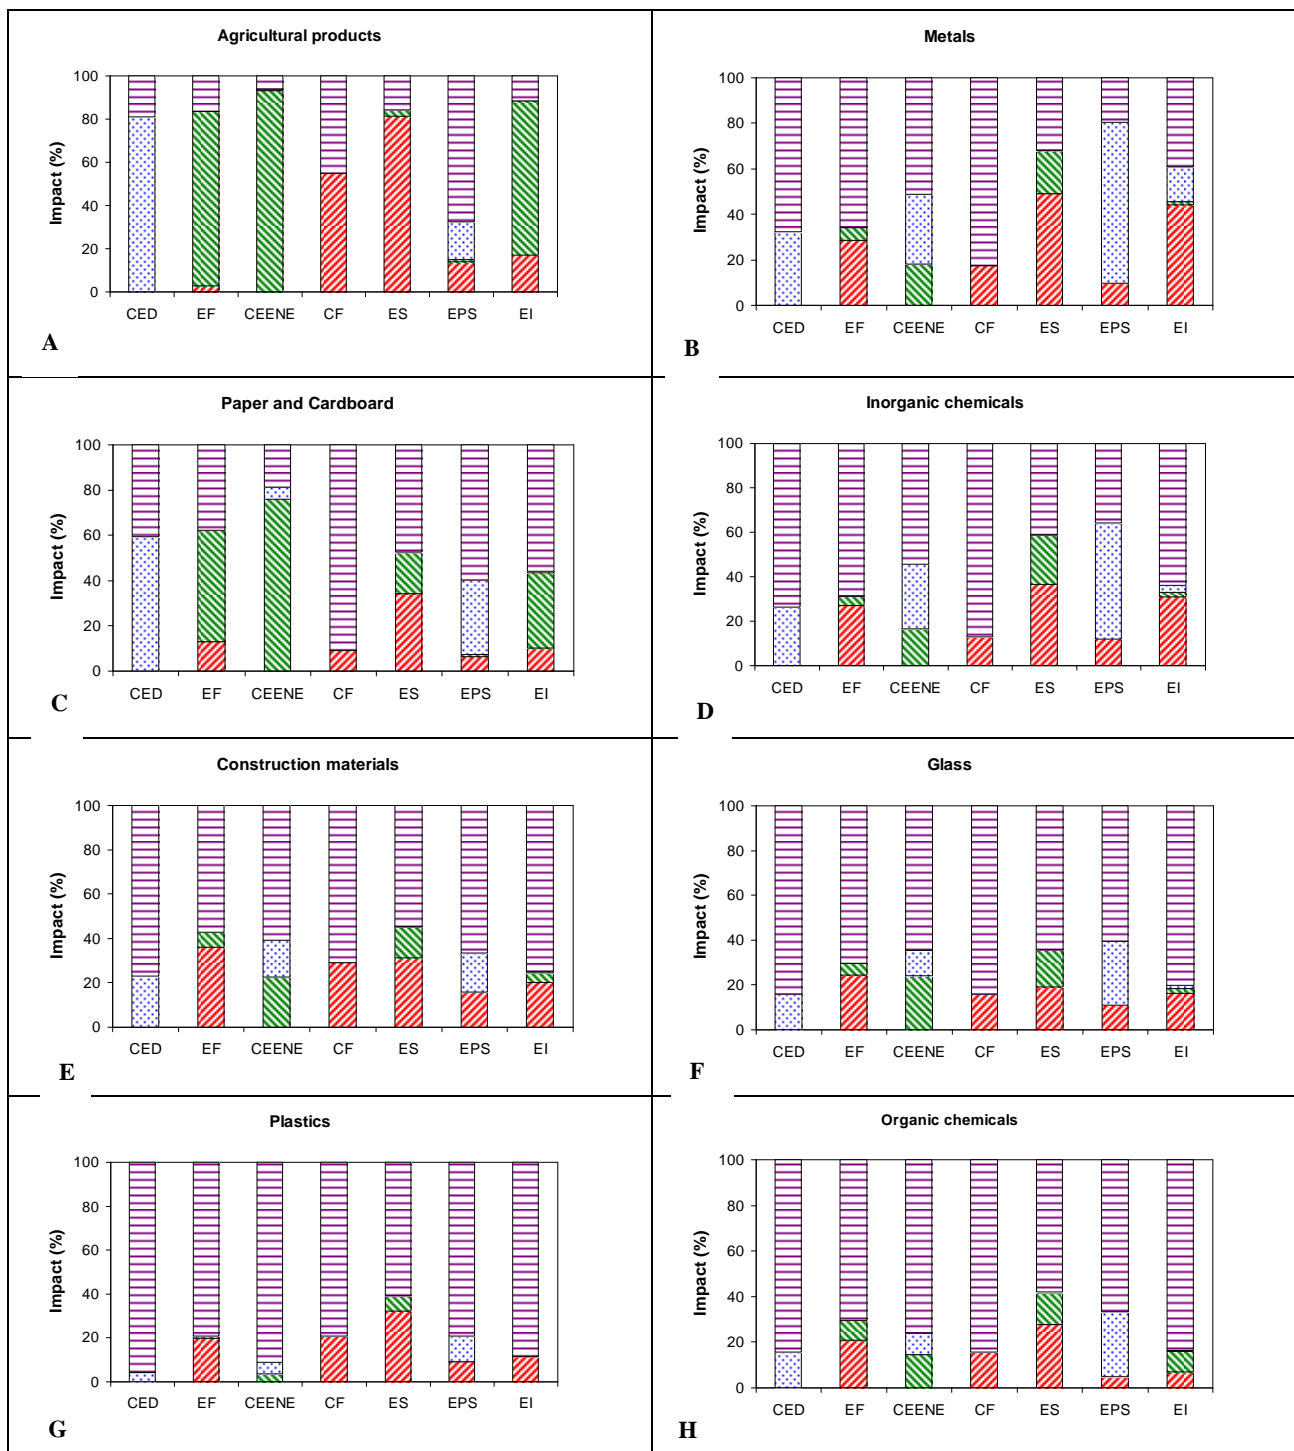 Agricultural products
100
80
60
40
20
0
Impact (%)
CED EF CEENE CF ES EPS EI
A
Metals
100
80
60
40
20
0
Impact (%)
CED EF CEENE CF ES EPS EI
B
Paper and Cardboard
100
80
60
40
20
0
Impact (%)
CED EF CEENE CF ES EPS EI
C
Inorganic chemicals
100
80
60
40
20
0
Impact (%)
CED EF CEENE CF ES EPS EI
D
Construction materials
100
80
60
40
20
0
Impact (%)
CED EF CEENE CF ES EPS EI
E
Glass
100
80
60
40
20
0
Impact (%)
CED EF CEENE CF ES EPS EI
F
Plastics
100
80
60
40
20
0
Impact (%)
CED EF CEENE CF ES EPS EI
G
Organic chemicals
100
80
60
40
20
0
Impact (%)
CED EF CEENE CF ES EPS EI
H